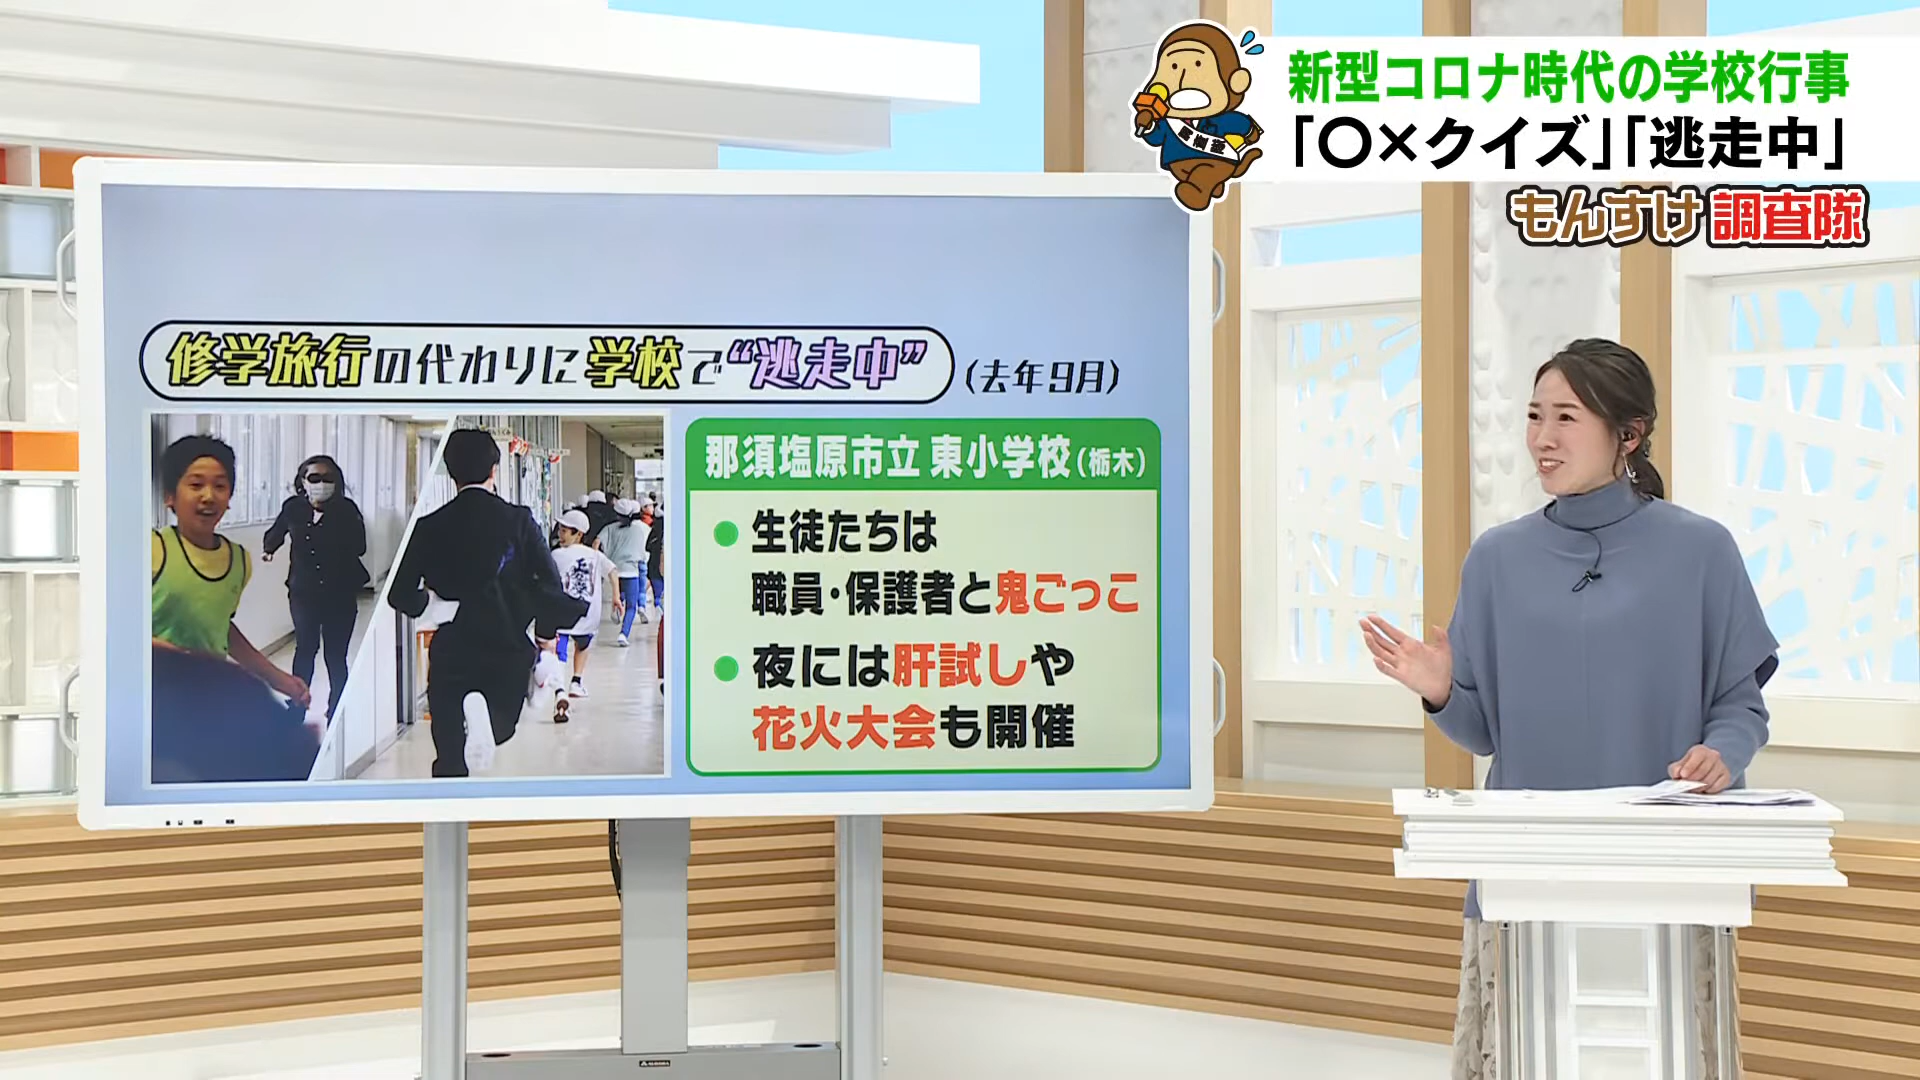 新型コロナ時代の学校行事
「〇×クイズ」「逃走中」
もんすけ調査隊
修学旅行の代わりに学校で“逃走中”(去年9月)
那須塩原市立 東小学校(栃木)
● 生徒たちは
職員・保護者と鬼ごっこ
● 夜には肝試しや
花火大会も開催